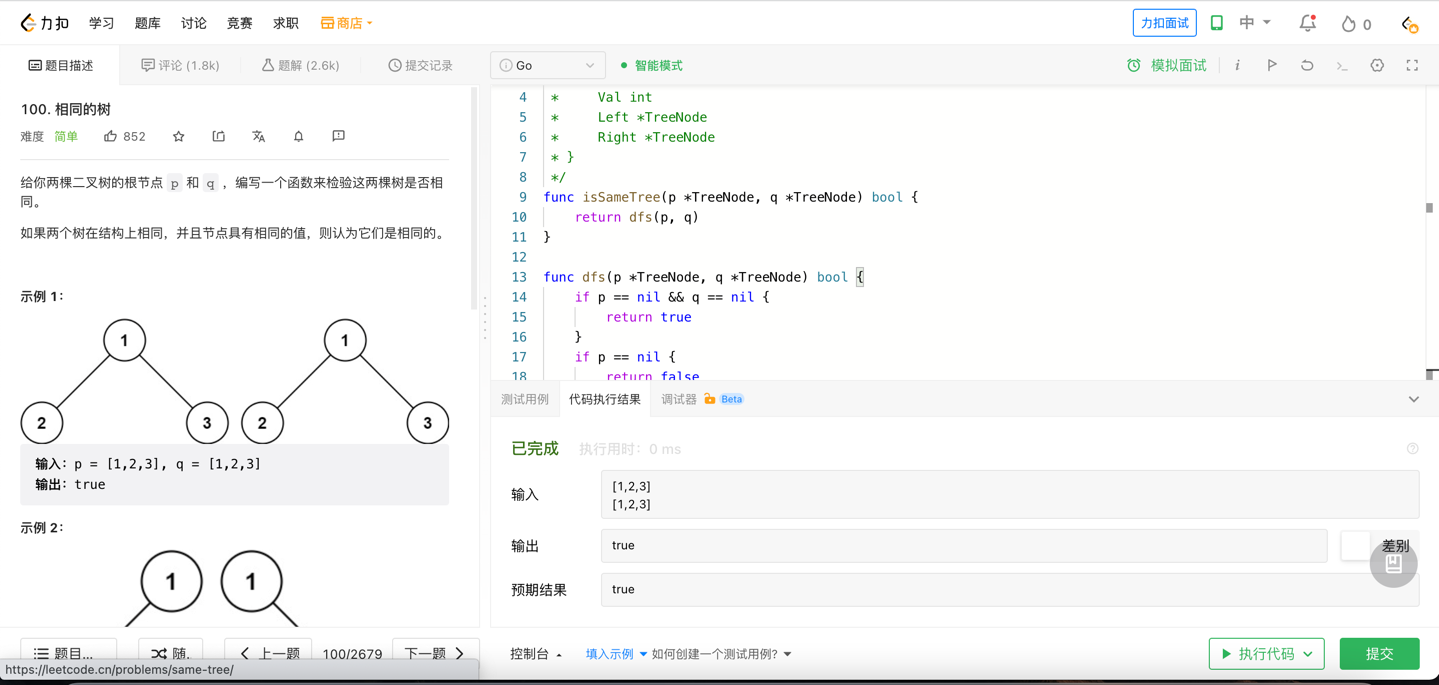 力扣 学习 题库 讨论 竞赛 求职 商店 力扣面试 中 0
题目描述 评论 (1.8k) 题解 (2.6k) 提交记录
100. 相同的树
难度 简单 852
给你两棵二叉树的根节点 p 和 q ，编写一个函数来检验这两棵树是否相
同。
如果两个树在结构上相同，并且节点具有相同的值，则认为它们是相同的。
示例 1：
1 1
2 3 2 3
输入：p = [1,2,3], q = [1,2,3]
输出：true
示例 2：
1 1
题目... 随. 上一题 100/2679 下一题
https://leetcode.cn/problems/same-tree/
Go 智能模式 模拟面试 i
4 * Val int
5 * Left *TreeNode
6 * Right *TreeNode
7 * }
8 */
9 func isSameTree(p *TreeNode, q *TreeNode) bool {
10 return dfs(p, q)
11 }
12
13 func dfs(p *TreeNode, q *TreeNode) bool {
14 if p == nil && q == nil {
15 return true
16 }
17 if p == nil {
18 return false
测试用例 代码执行结果 调试器 Beta
已完成 执行用时：0 ms
输入
[1,2,3]
[1,2,3]
输出 true 差别
预期结果 true
控制台 填入示例 如何创建一个测试用例? 执行代码 提交